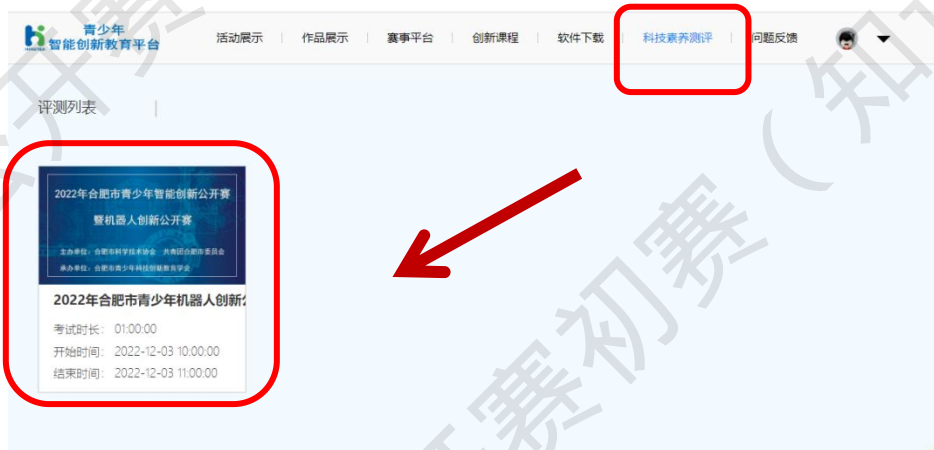 青少年
智能创新教育平台
活动展示 | 作品展示 | 赛事平台 | 创新课程 | 软件下载 | 科技素养测评 | 问题反馈
评测列表 |
2022年合肥市青少年智能创新公开赛
暨机器人创新公开赛
主办单位：合肥市科学技术协会 共青团合肥市委员会
承办单位：合肥市青少年科技创新教育学会
2022年合肥市青少年机器人创新
考试时长： 01:00:00
开始时间： 2022-12-03 10:00:00
结束时间： 2022-12-03 11:00:00
赛初赛（知